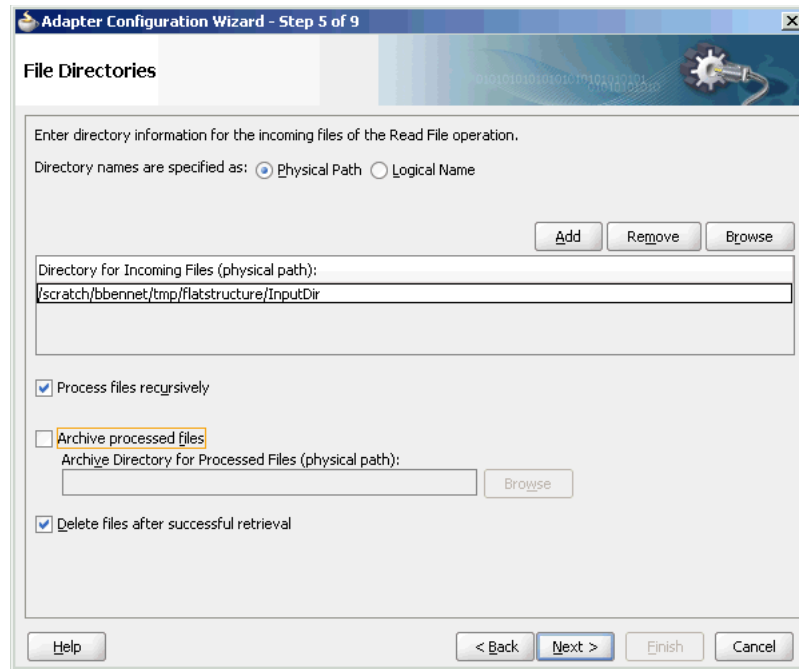 Adapter Configuration Wizard - Step 5 of 9
File Directories
Enter directory information for the incoming files of the Read File operation.
Directory names are specified as: Physical Path Logical Name
Add Remove Browse
Directory for Incoming Files (physical path):
/scratch/bbennet/tmp/flatstructure/InputDir
Process files recursively
Archive processed files
Archive Directory for Processed Files (physical path):
Browse
Delete files after successful retrieval
Help < Back Next > Finish Cancel